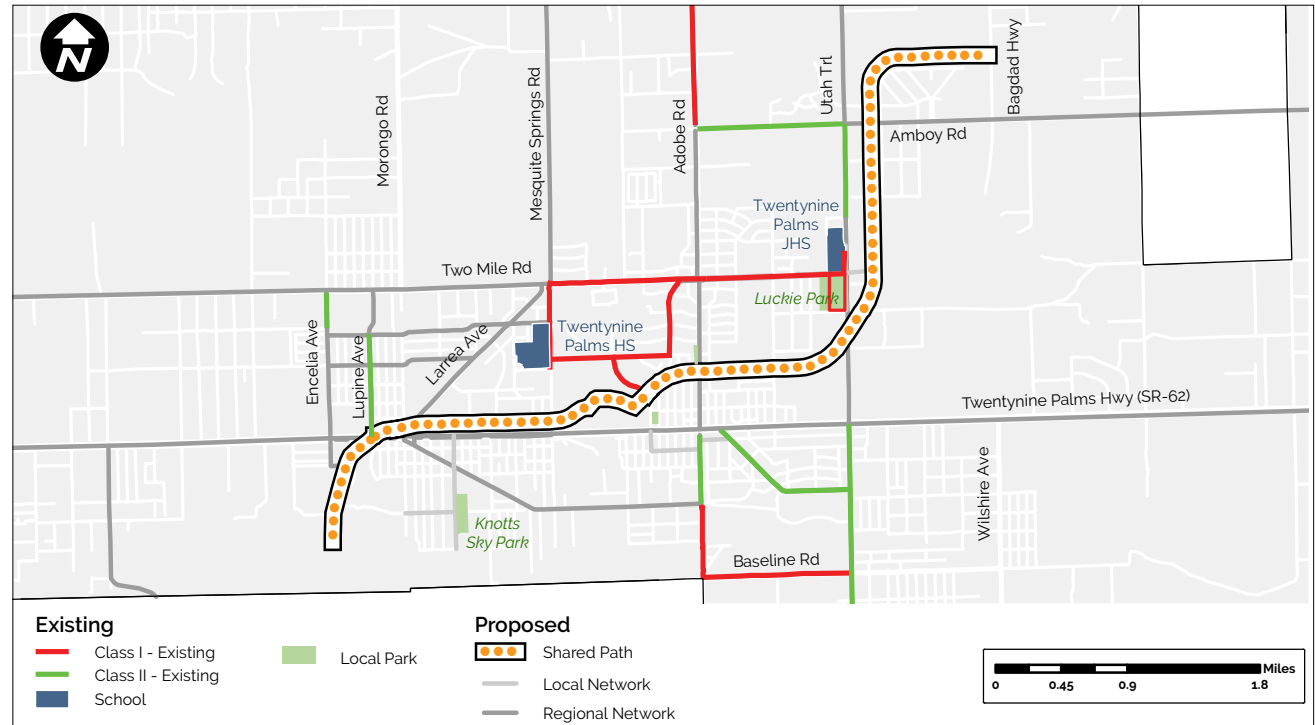 N
Morongo Rd
Mesquite Springs Rd
Adobe Rd
Utah Trl
Bagdad Hwy
Amboy Rd
Twentynine
Palms
JHS
Two Mile Rd
Luckie Park
Encelia Ave
Lupine Ave
Larrea Ave
Twentynine
Palms HS
Twentynine Palms Hwy (SR-62)
Wilshire Ave
Knotts
Sky Park
Baseline Rd
Existing
Class I - Existing
Class II - Existing
School
Local Park
Proposed
Shared Path
Local Network
Regional Network
Miles
0 0.45 0.9 1.8